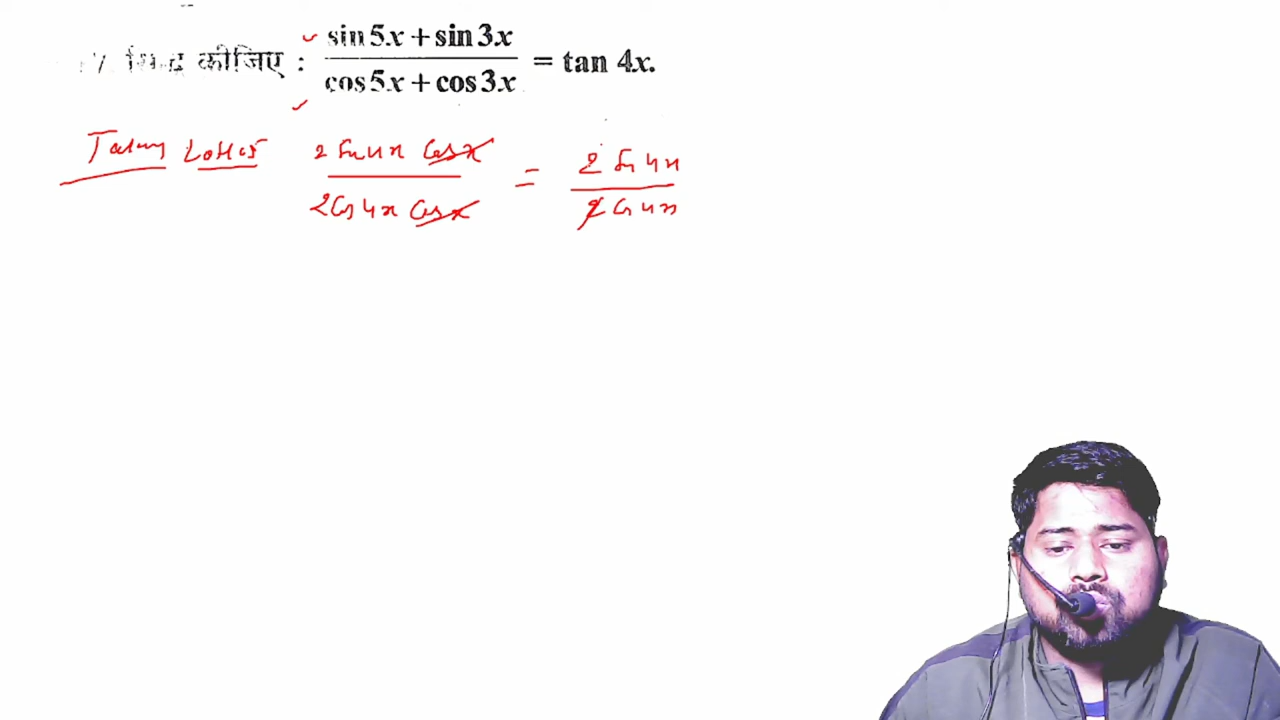 7. सिद्ध कीजिए : sin 5x + sin 3x / cos 5x + cos 3x = tan 4x.
Taking L.H.S 2 Sin 4x Cos x / 2 Cos 4x Cos x = 2 Sin 4x / 2 Cos 4x